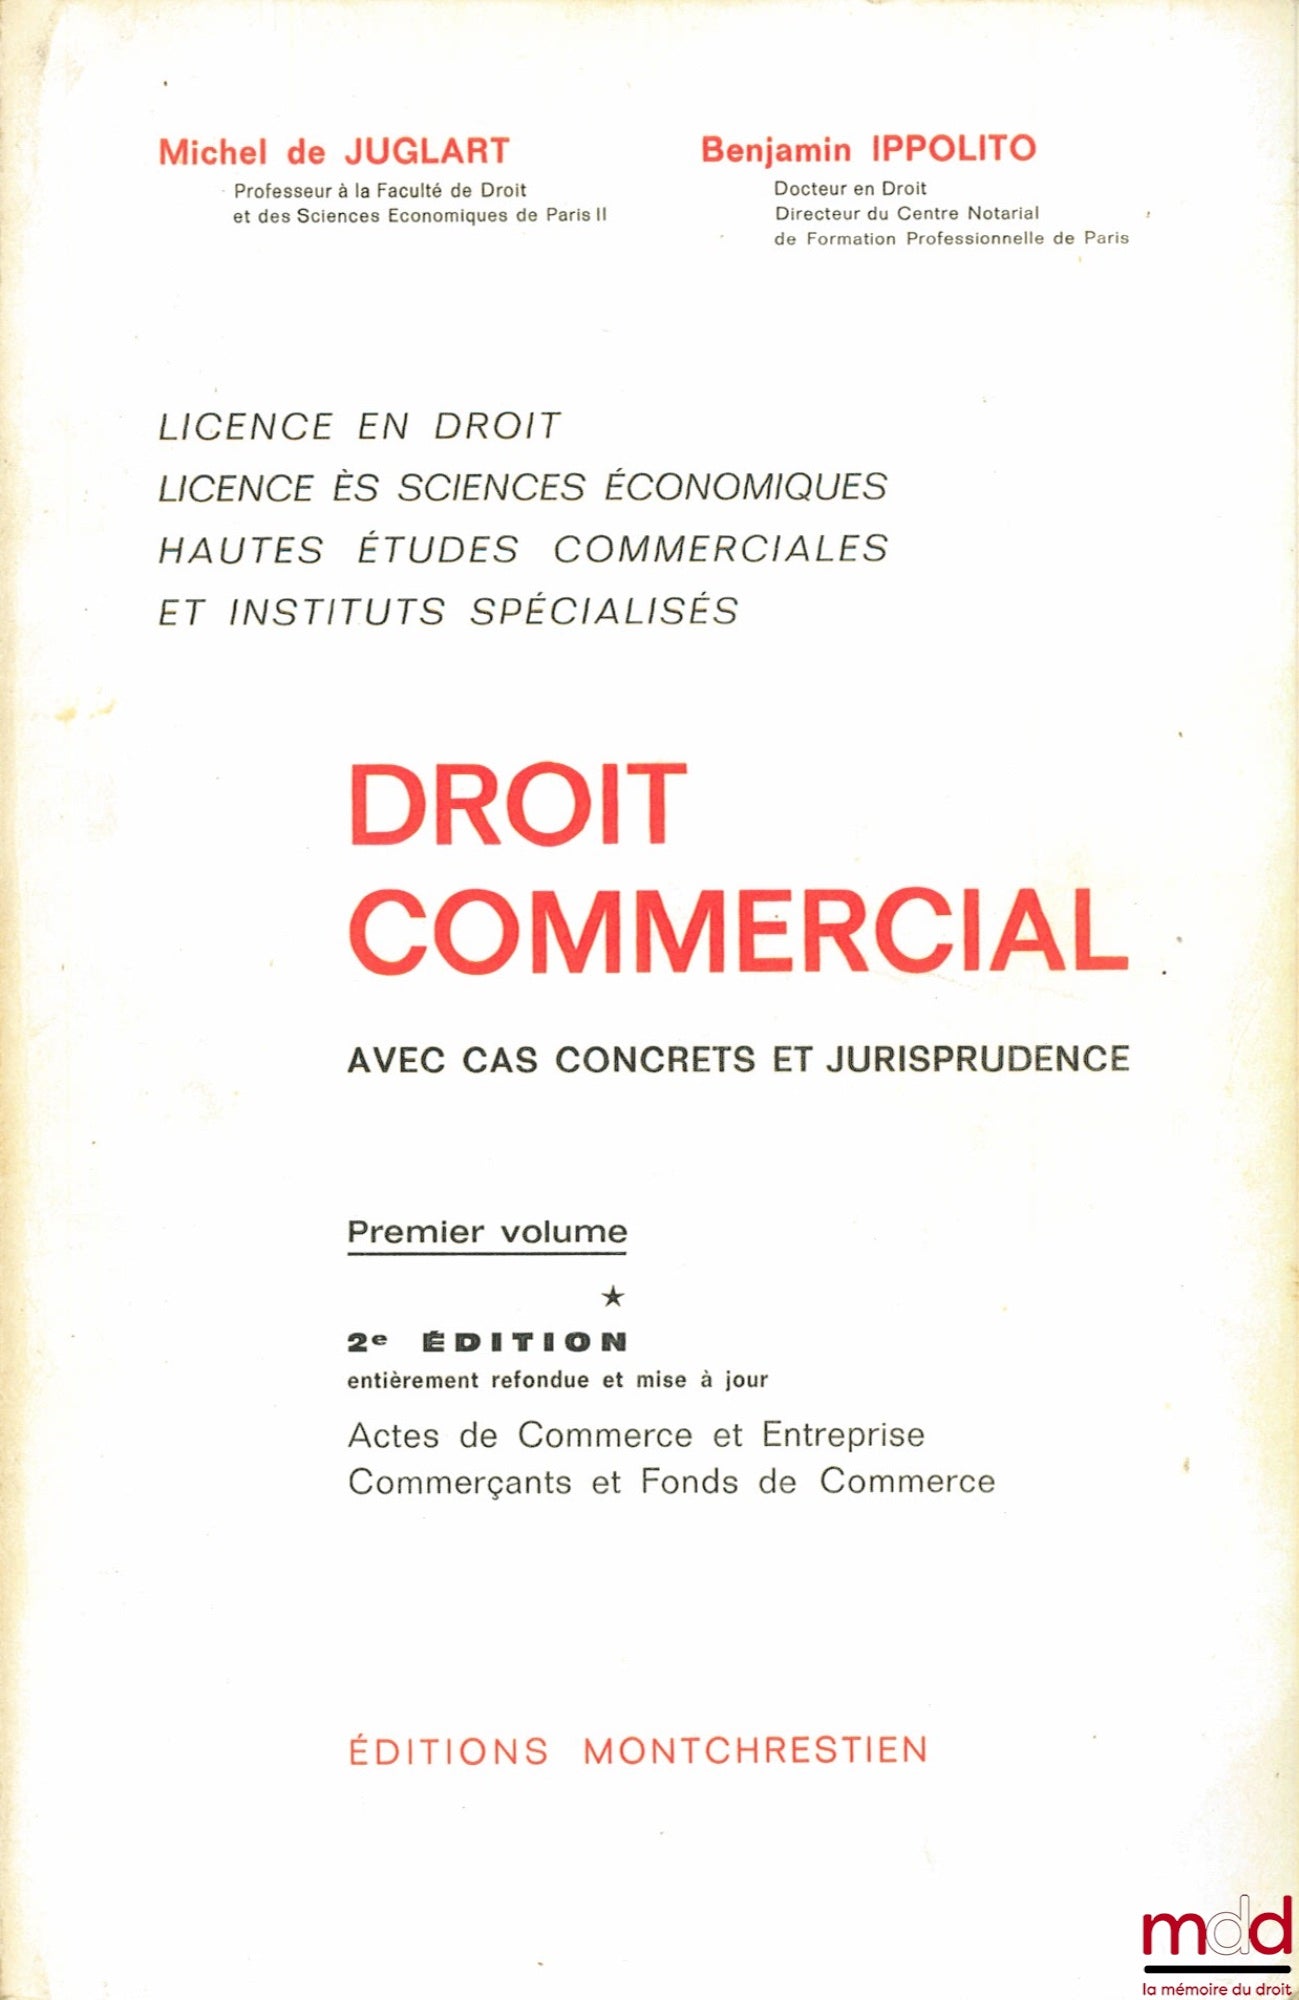 Michel de JUGLART
Professeur à la Faculté de Droit
et des Sciences Economiques de Paris II
Benjamin IPPOLITO
Docteur en Droit
Directeur du Centre Notarial
de Formation Professionnelle de Paris
LICENCE EN DROIT
LICENCE ÈS SCIENCES ÉCONOMIQUES
HAUTES ÉTUDES COMMERCIALES
ET INSTITUTS SPÉCIALISÉS
DROIT
COMMERCIAL
AVEC CAS CONCRETS ET JURISPRUDENCE
Premier volume
★
2e ÉDITION
entièrement refondue et mise à jour
Actes de Commerce et Entreprise
Commerçants et Fonds de Commerce
ÉDITIONS MONTCHRESTIEN
mdd
la mémoire du droit